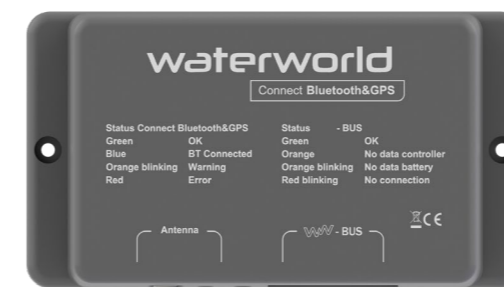 waterworld
Connect Bluetooth&GPS
Status Connect Bluetooth&GPS
Green OK
Blue BT Connected
Orange blinking Warning
Red Error
Status - BUS
Green OK
Orange No data controller
Orange blinking No data battery
Red blinking No connection
CE
Antenna
WW - BUS